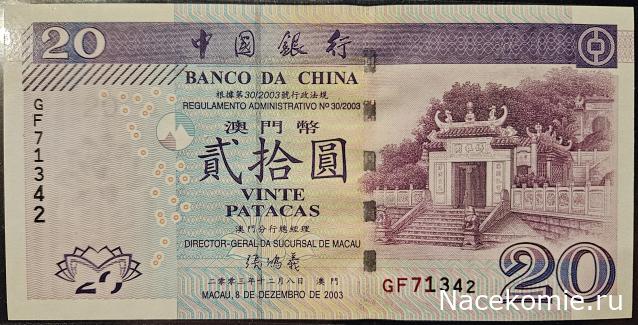 20
中國銀行
BANCO DA CHINA
根據第30/2003號行政法規
REGULAMENTO ADMINISTRATIVO Nº 30/2003
GF71342
澳門幣
貳拾圓
VINTE
PATACAS
澳門分行總經理
DIRECTOR-GERAL DA SUCURSAL DE MACAU
二零零三年十二月八日 澳門
MACAU, 8 DE DEZEMBRO DE 2003
20
GF71342
20
Nacekomie.ru